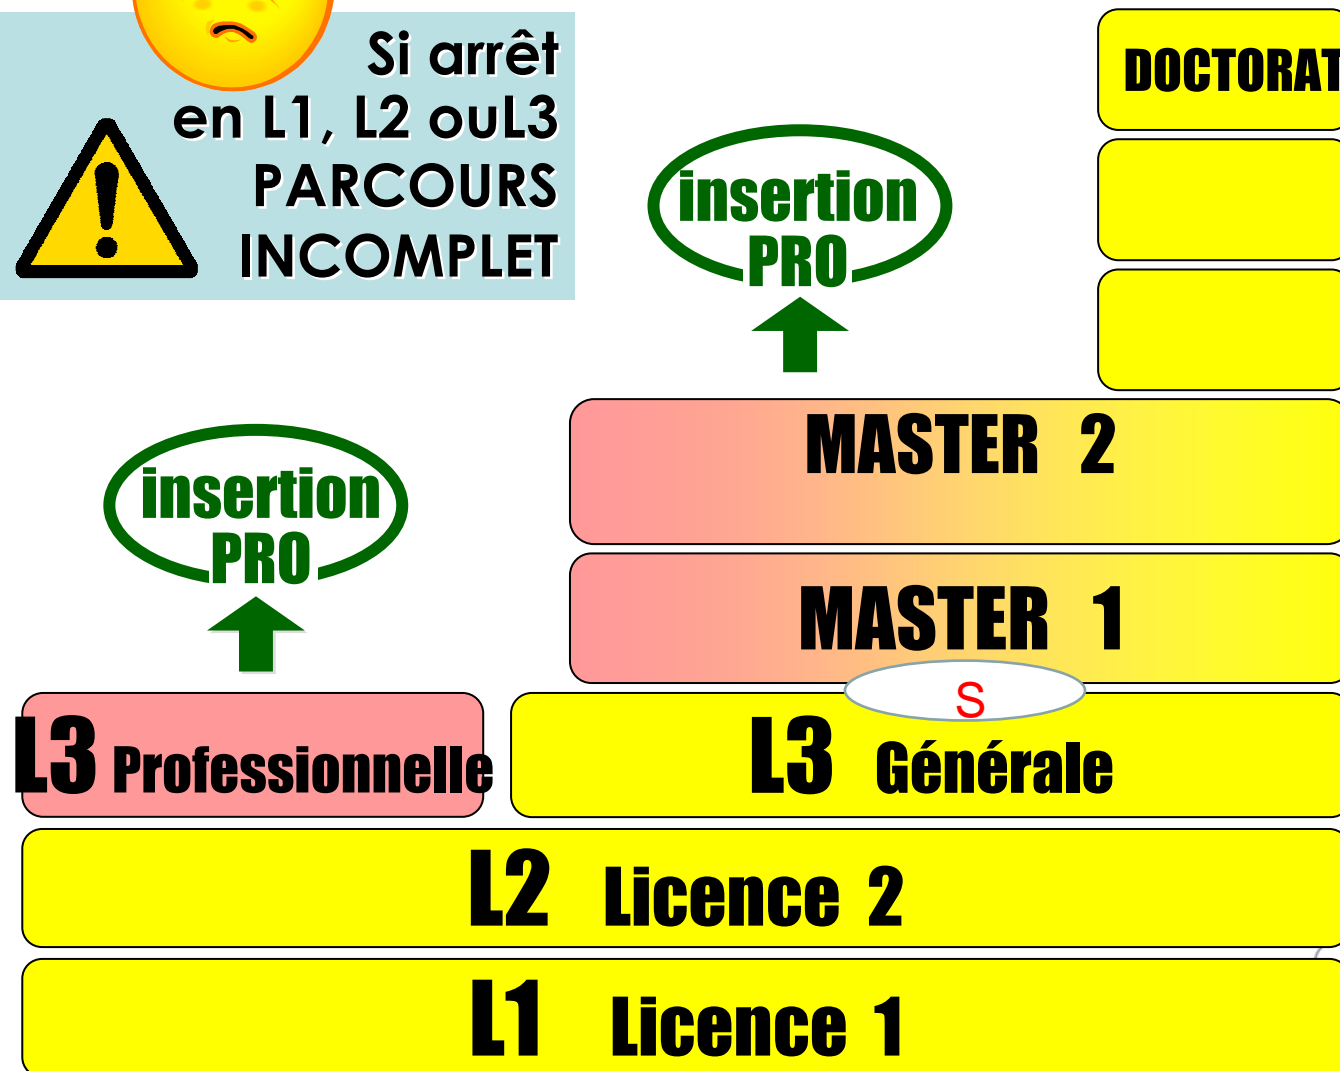 Si arrêt
en L1, L2 ouL3
PARCOURS
INCOMPLET
DOCTORAT
insertion
PRO
MASTER 2
insertion
PRO
MASTER 1
S
L3 Professionnelle
L3 Générale
L2 Licence 2
L1 Licence 1